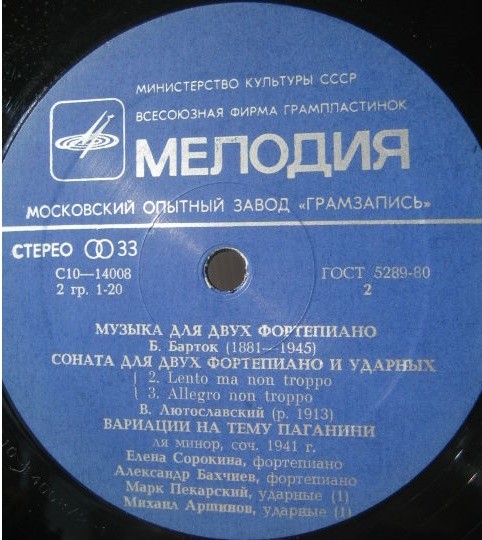 МИНИСТЕРСТВО КУЛЬТУРЫ СССР
ВСЕСОЮЗНАЯ ФИРМА ГРАМПЛАСТИНОК
МЕЛОДИЯ
МОСКОВСКИЙ ОПЫТНЫЙ ЗАВОД «ГРАМЗАПИСЬ»
СТЕРЕО 33
С10—14008
ГОСТ 5289-80
2 гр. 1-20
2
МУЗЫКА ДЛЯ ДВУХ ФОРТЕПИАНО
Б. Барток (1881—1945)
СОНАТА ДЛЯ ДВУХ ФОРТЕПИАНО И УДАРНЫХ
2. Lento ma non troppo
3. Allegro non troppo
В. Лютославский (р. 1913)
ВАРИАЦИИ НА ТЕМУ ПАГАНИНИ
ля минор, соч. 1941 г.
Елена Сорокина, фортепиано
Александр Бахчиев, фортепиано
Марк Пекарский, ударные (1)
Михаил Аршинов, ударные (1)